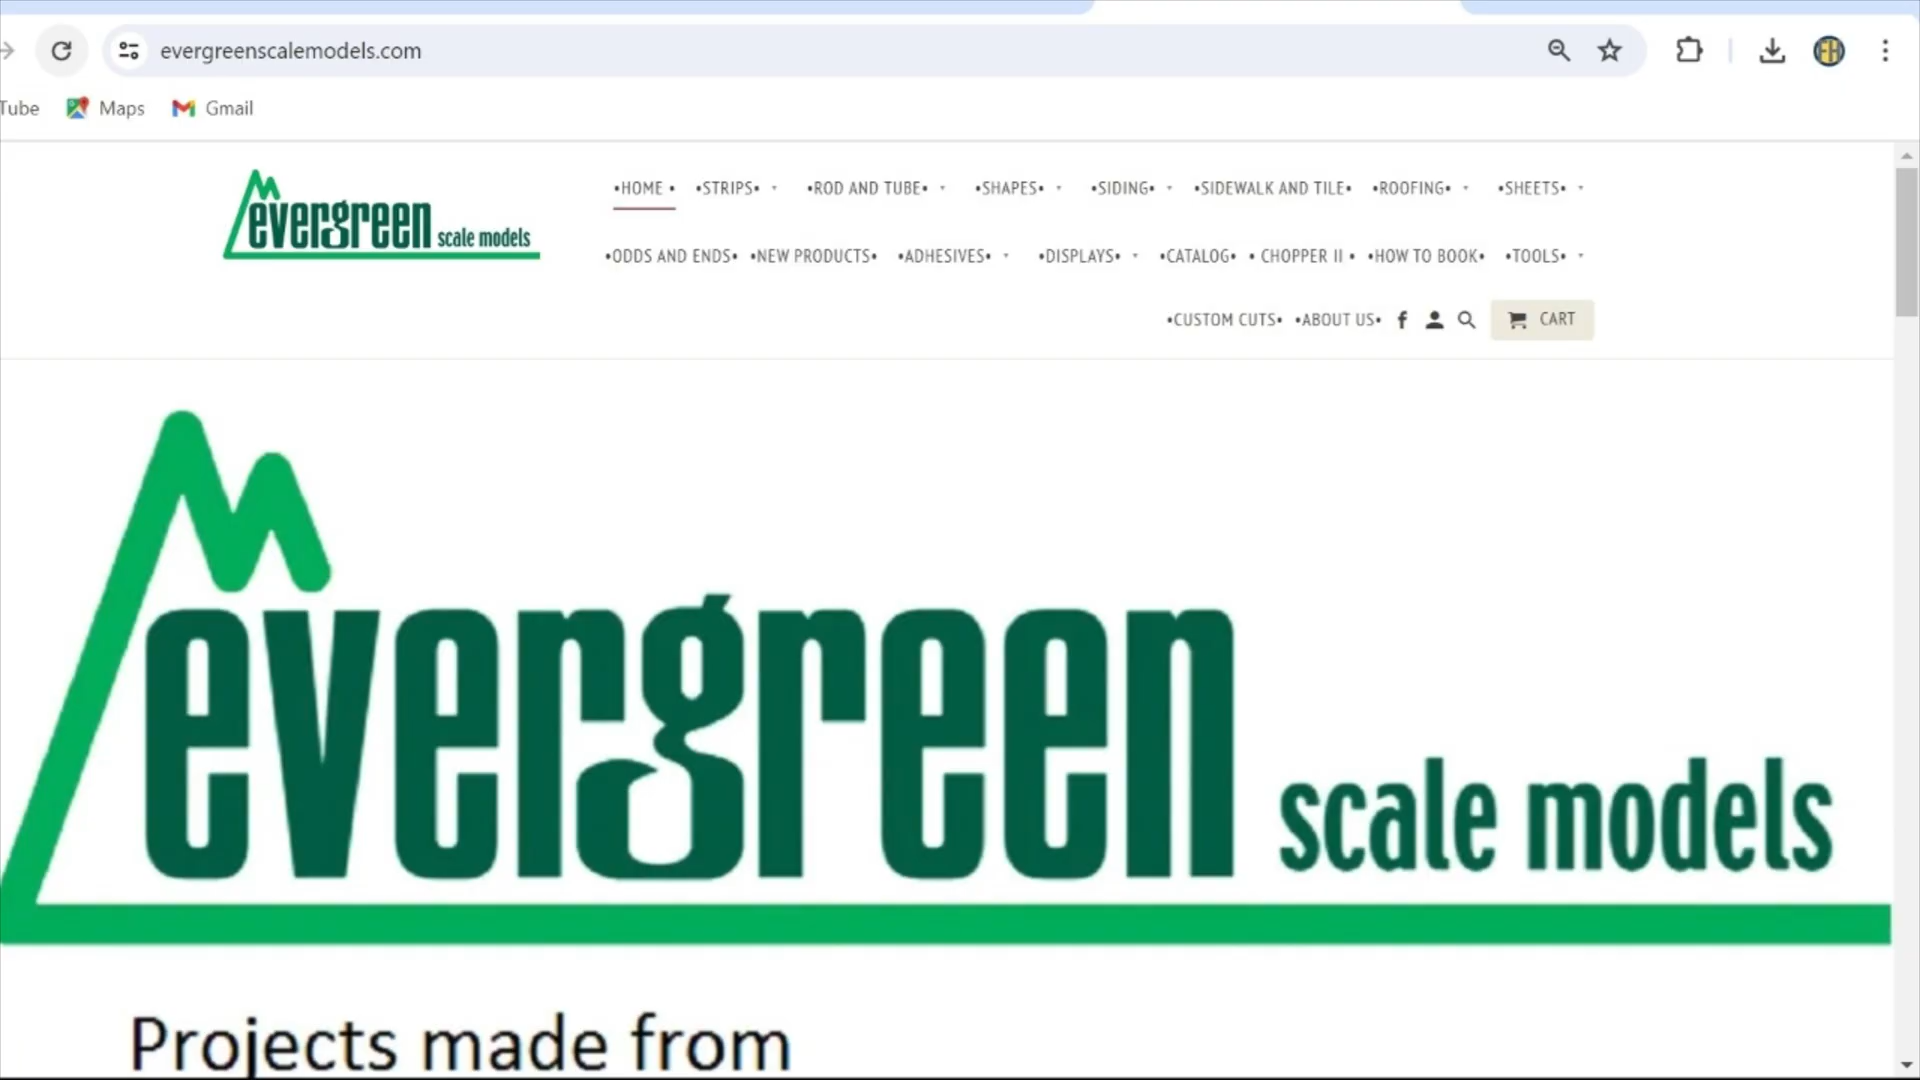 evergreenscalemodels.com
Tube Maps Gmail
evergreen scale models
•HOME • •STRIPS• •ROD AND TUBE• •SHAPES• •SIDING• •SIDEWALK AND TILE• •ROOFING• •SHEETS•
•ODDS AND ENDS• •NEW PRODUCTS• •ADHESIVES• •DISPLAYS• •CATALOG• • CHOPPER II • •HOW TO BOOK• •TOOLS•
•CUSTOM CUTS• •ABOUT US• f CART
evergreen scale models
Projects made from